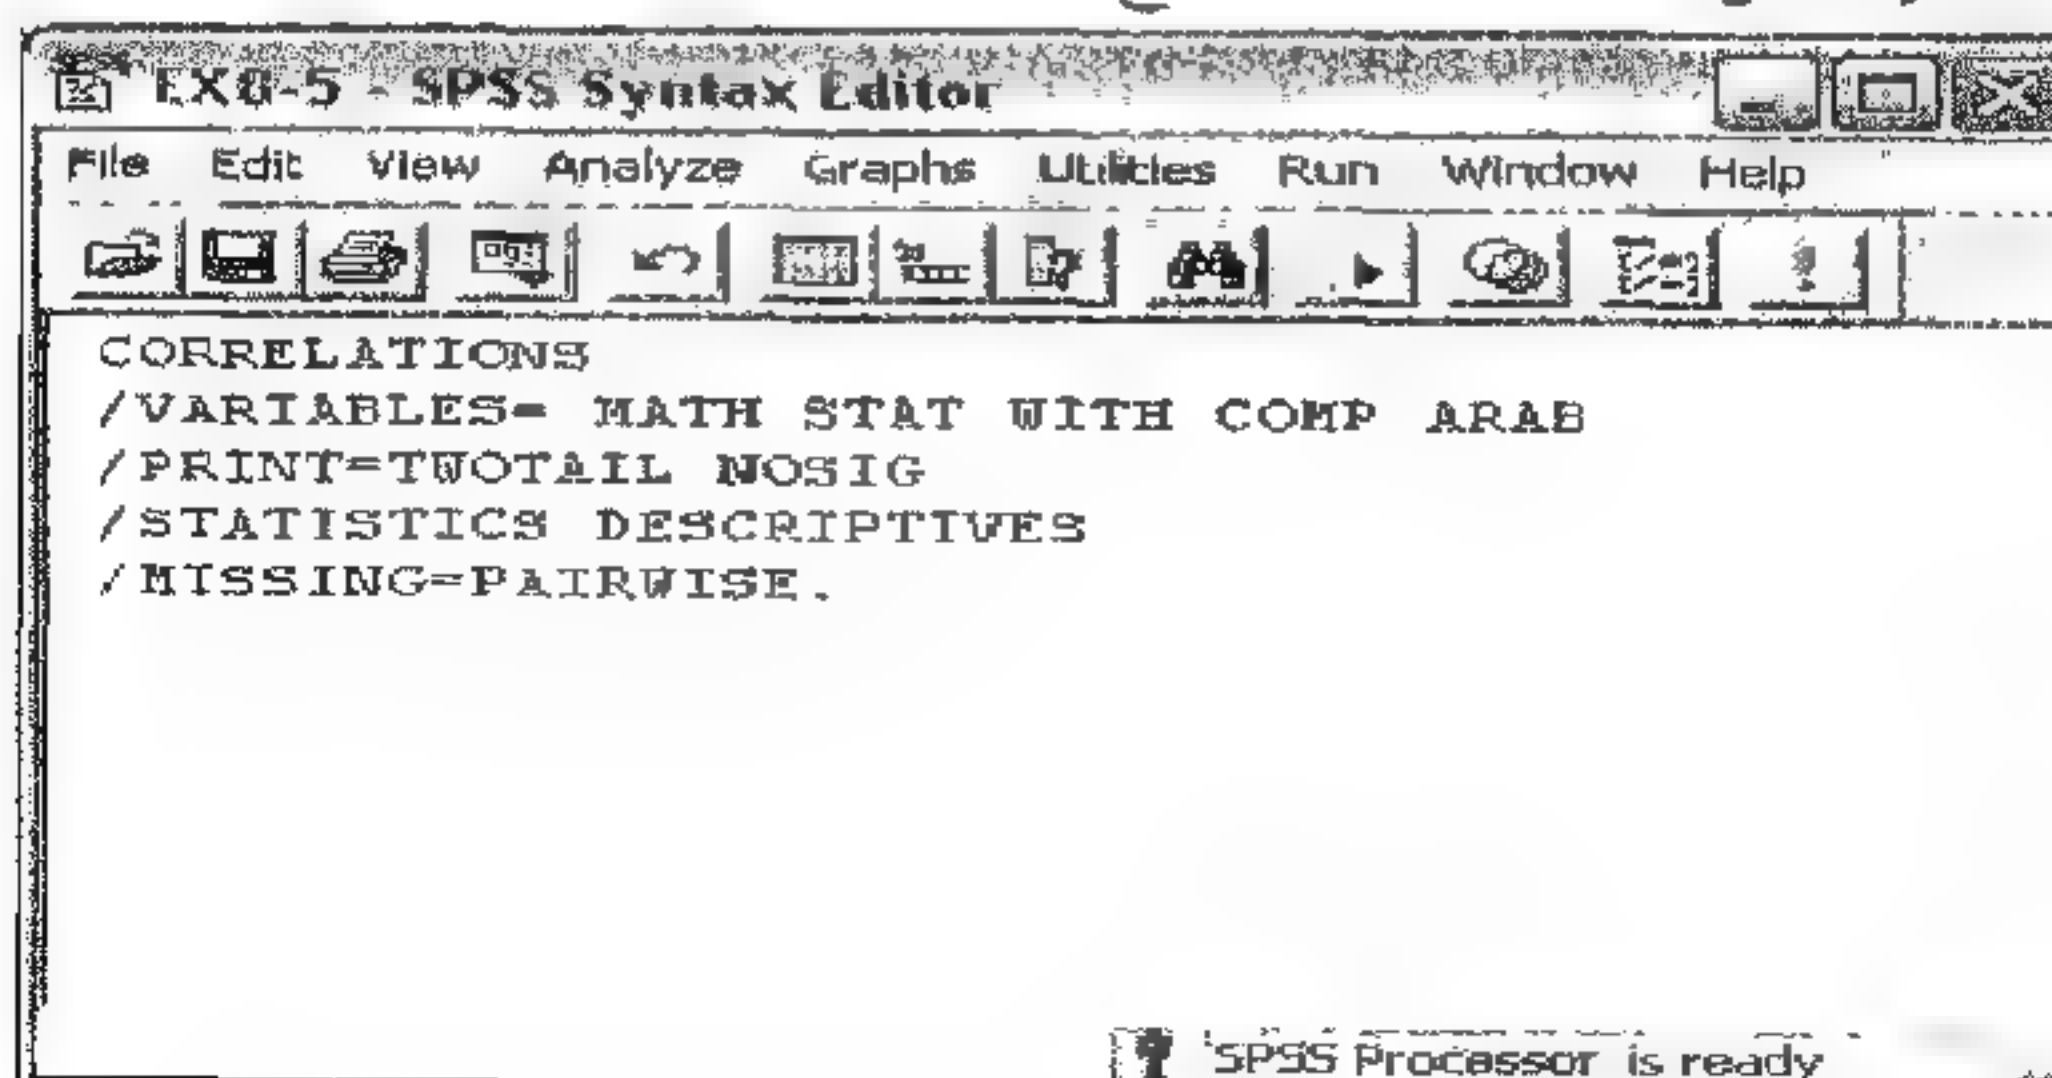 EX8-5 - SPSS Syntax Editor
File Edit View Analyze Graphs Utilities Run Window Help
CORRELATIONS
/VARIABLES= MATH STAT WITH COMP ARAB
/PRINT=TWOTAIL NOSIG
/STATISTICS DESCRIPTIVES
/MISSING=PAIRWISE.
SPSS Processor is ready